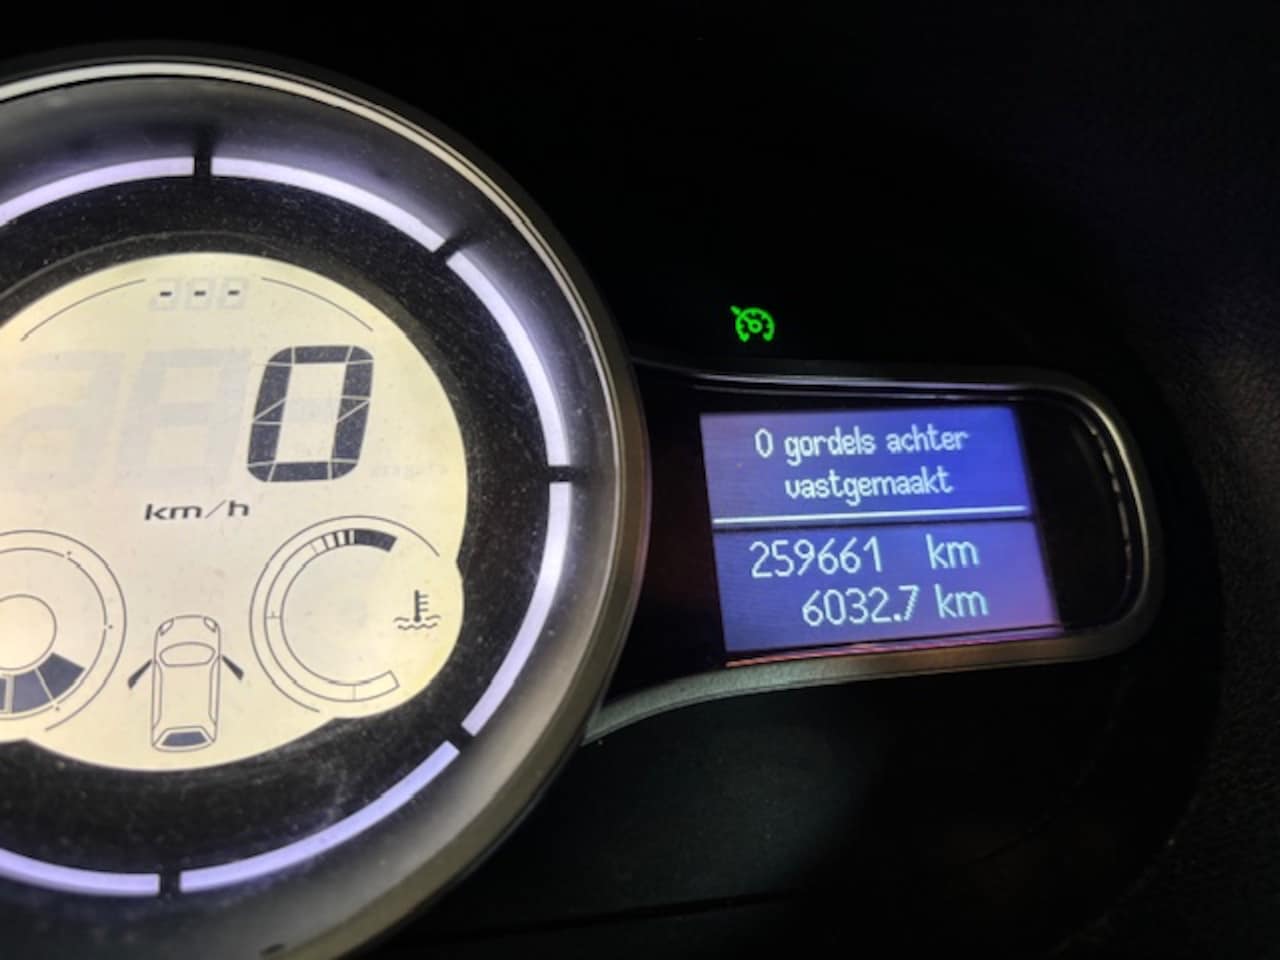 ---
0
km/h
0 gordels achter
vastgemaakt
259661 km
6032.7 km